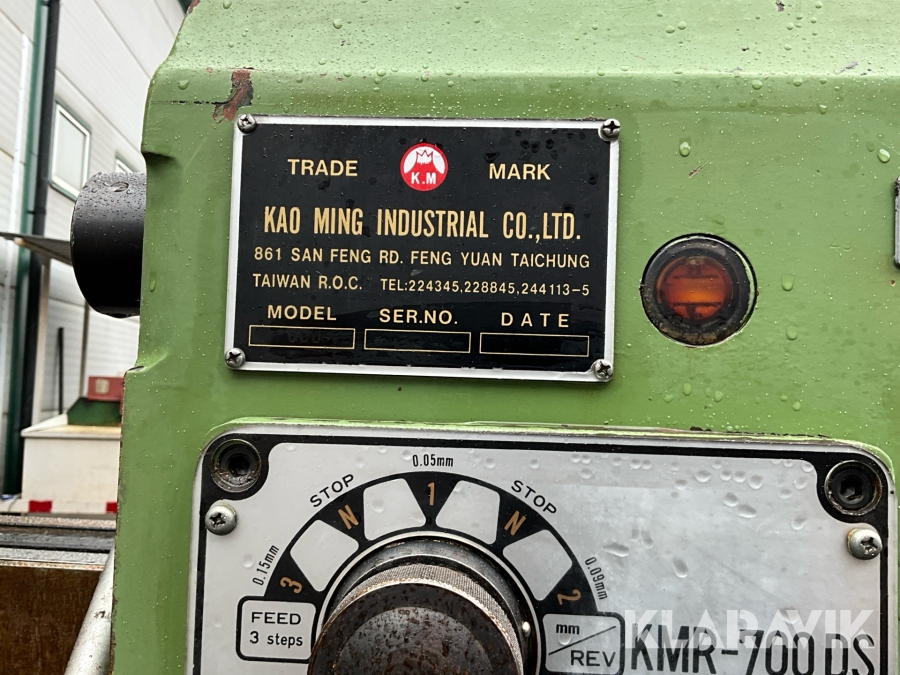 TRADE K.M MARK
KAO MING INDUSTRIAL CO.,LTD.
861 SAN FENG RD. FENG YUAN TAICHUNG
TAIWAN R.O.C. TEL:224345,228845,244113-5
MODEL SER.NO. DATE
0.05mm
STOP STOP
N 1 N
0.15mm 0.09mm
3 2
FEED
3 steps
mm
/REV
KMR-700DS
KLARAVIK